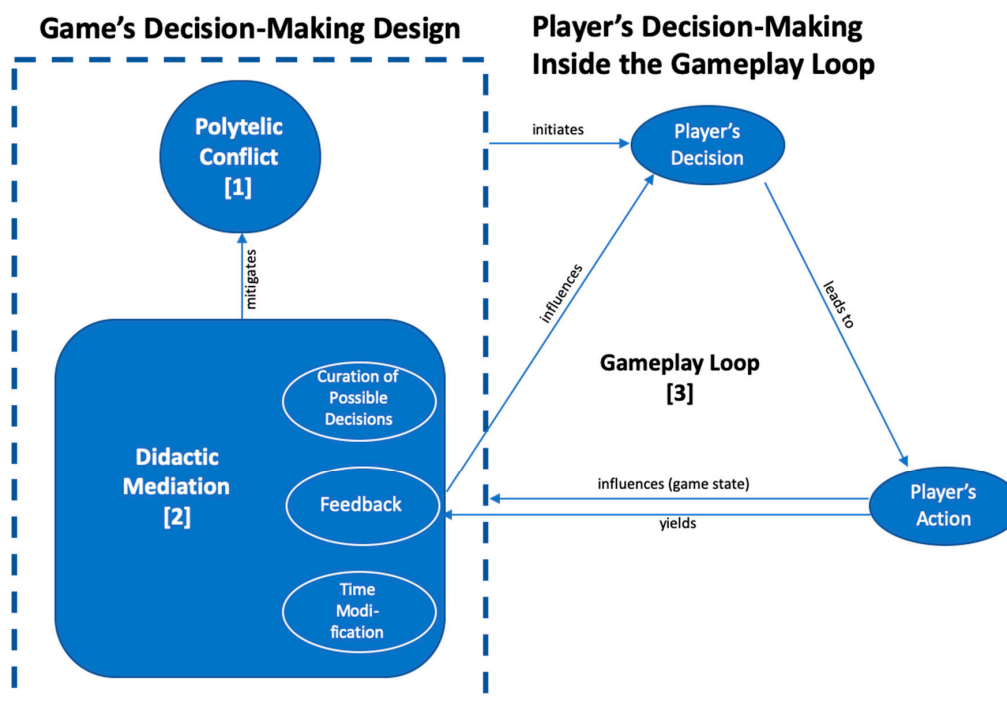 Game's Decision-Making Design
Player's Decision-Making
Inside the Gameplay Loop
Polytelic
Conflict
[1]
initiates
Player's
Decision
mitigates
influences
leads to
Curation of
Possible
Decisions
Gameplay Loop
[3]
Didactic
Mediation
[2]
Feedback
influences (game state)
yields
Player's
Action
Time
Modi-
fication